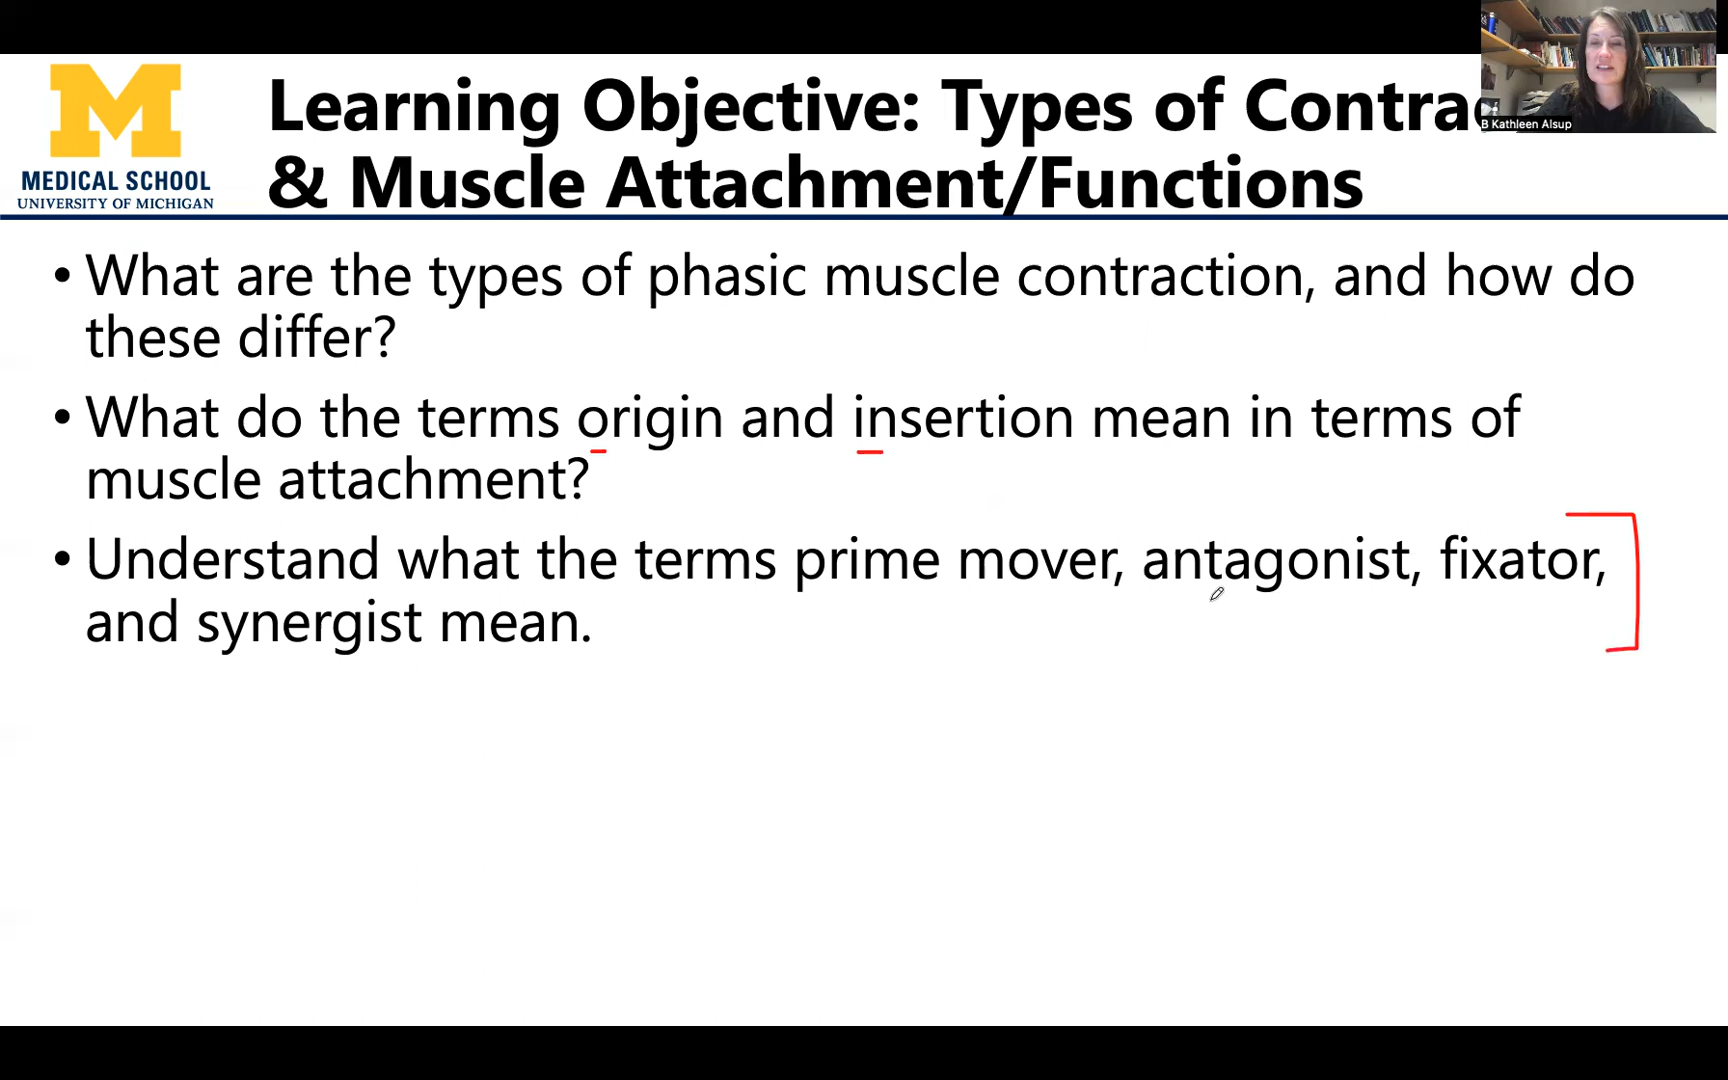 M
MEDICAL SCHOOL
UNIVERSITY OF MICHIGAN
Learning Objective: Types of Contra
& Muscle Attachment/Functions
B Kathleen Alsup
• What are the types of phasic muscle contraction, and how do
these differ?
• What do the terms origin and insertion mean in terms of
muscle attachment?
• Understand what the terms prime mover, antagonist, fixator,
and synergist mean.